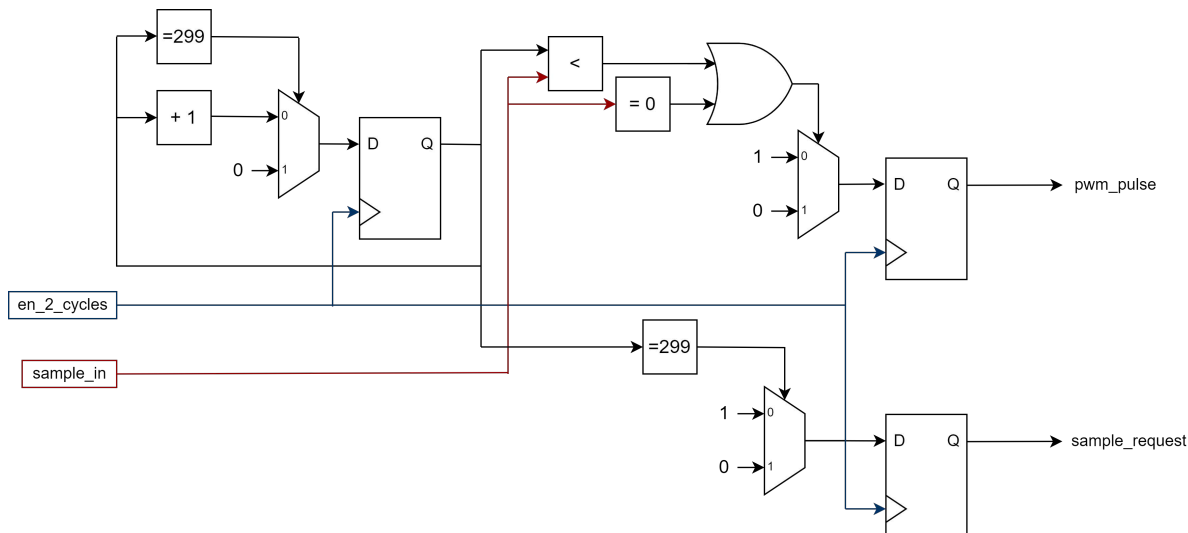 =299
<
= 0
+ 1
0
0
1
D
Q
1
0
0
1
D
Q
pwm_pulse
en_2_cycles
=299
sample_in
1
0
0
1
D
Q
sample_request